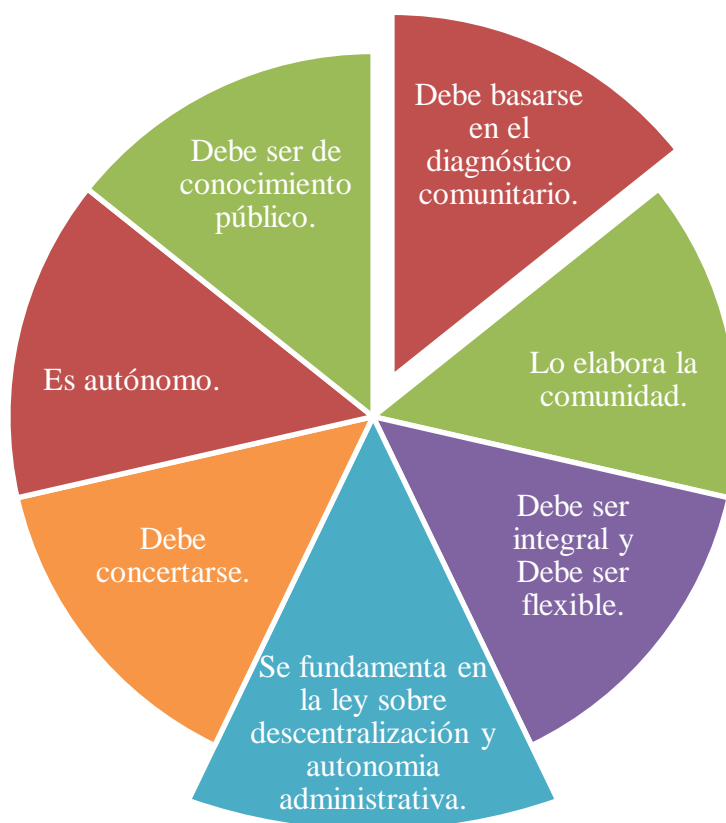 Debe basarse
en el
diagnóstico
comunitario.
Lo elabora la
comunidad.
Debe ser
integral y
Debe ser
flexible.
Se fundamenta en
la ley sobre
descentralización y
autonomia
administrativa.
Debe
concertarse.
Es autónomo.
Debe ser de
conocimiento
público.